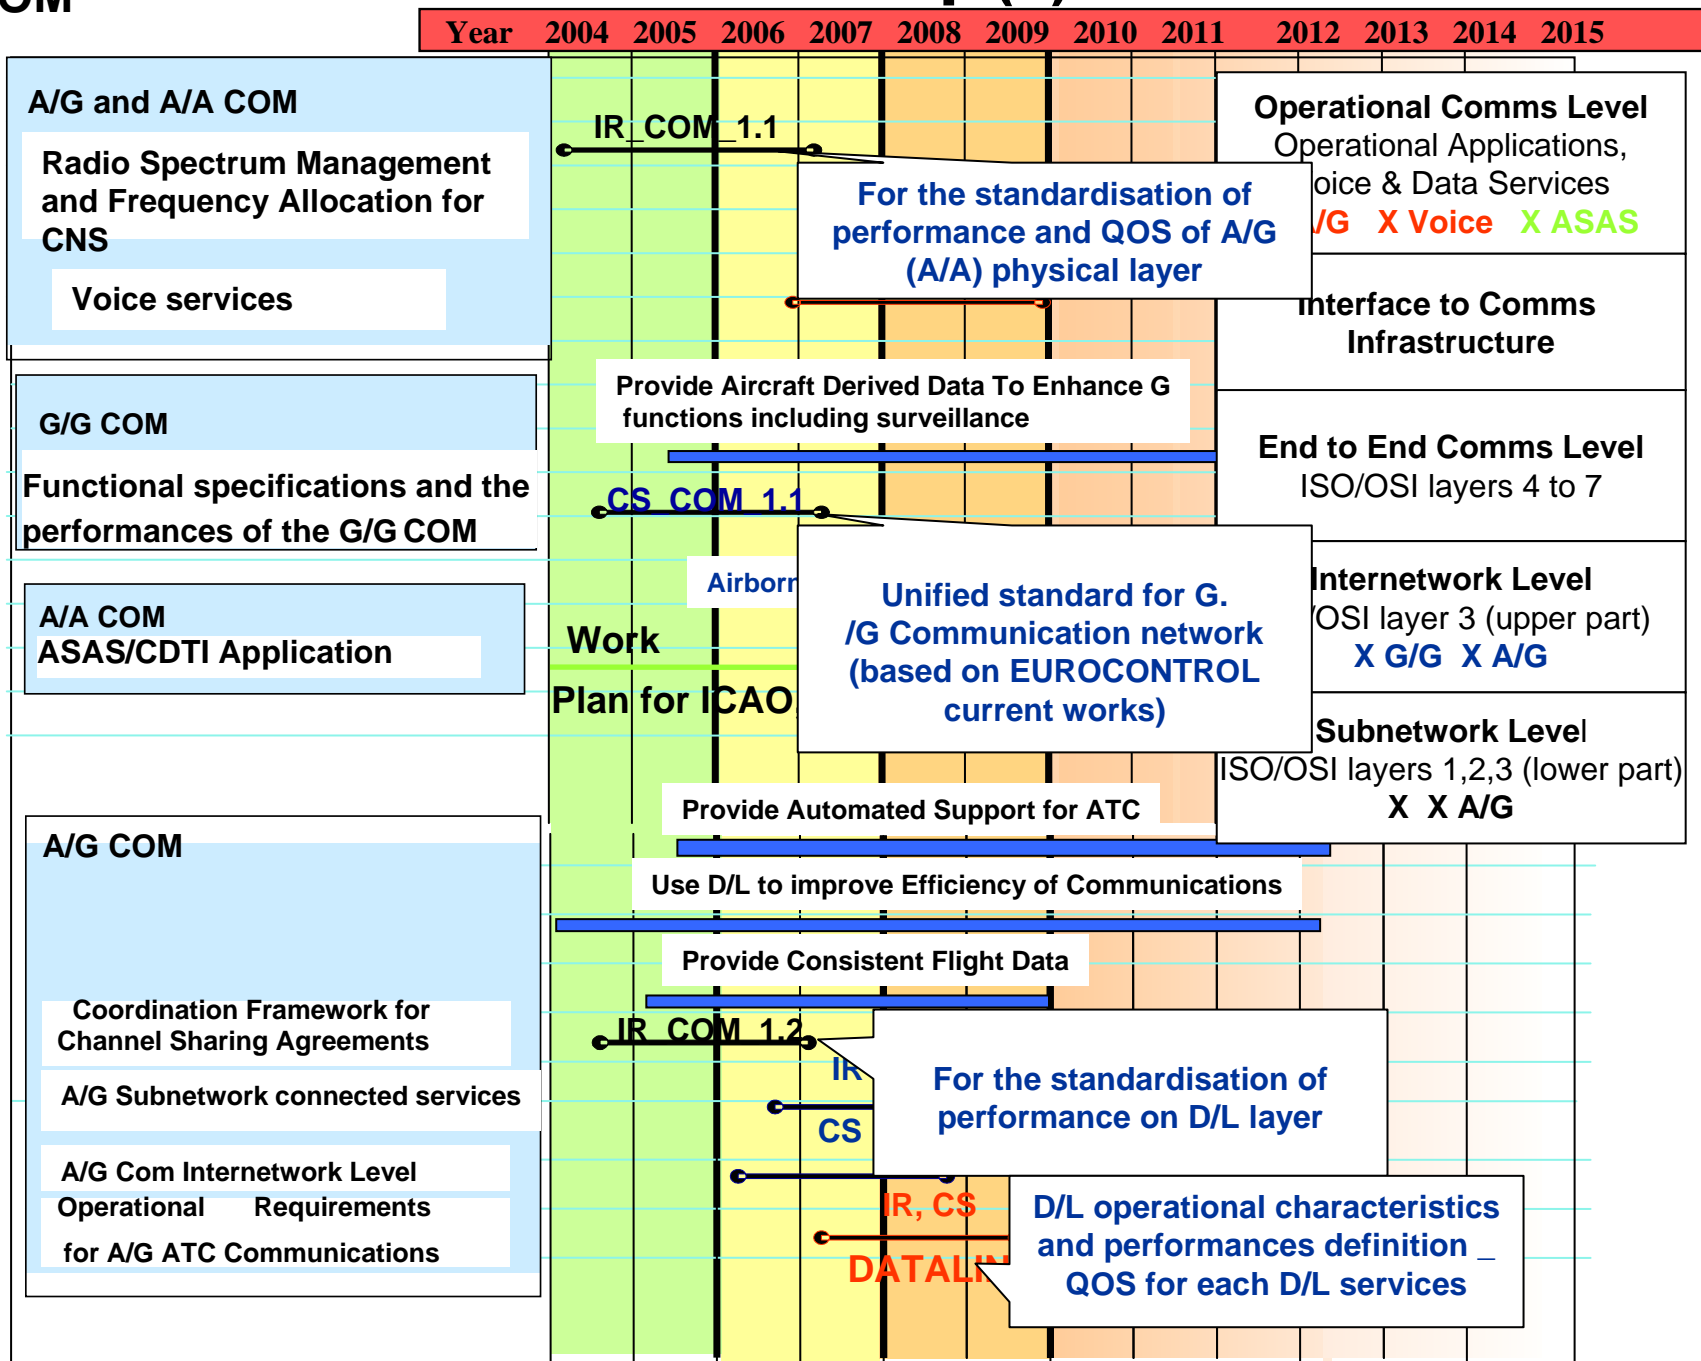 Year 2004 2005 2006 2007 2008 2009 2010 2011 2012 2013 2014 2015
A/G and A/A COM
Radio Spectrum Management
and Frequency Allocation for
CNS
Voice services
IR_COM_1.1
For the standardisation of
performance and QOS of A/G
(A/A) physical layer
Operational Comms Level
Operational Applications,
oice & Data Services
/G X Voice X ASAS
Interface to Comms
Infrastructure
End to End Comms Level
ISO/OSI layers 4 to 7
Internetwork Level
/OSI layer 3 (upper part)
X G/G X A/G
Subnetwork Level
ISO/OSI layers 1,2,3 (lower part)
X X A/G
G/G COM
Functional specifications and the
performances of the G/G COM
Provide Aircraft Derived Data To Enhance G
functions including surveillance
CS_COM_1.1
Airborn
Unified standard for G.
/G Communication network
(based on EUROCONTROL
current works)
A/A COM
ASAS/CDTI Application
Work
Plan for ICAO
A/G COM
Provide Automated Support for ATC
Use D/L to improve Efficiency of Communications
Provide Consistent Flight Data
Coordination Framework for
Channel Sharing Agreements
IR_COM_1.2
IR
For the standardisation of
performance on D/L layer
A/G Subnetwork connected services
CS
A/G Com Internetwork Level
Operational Requirements
for A/G ATC Communications
IR, CS
DATALIN
D/L operational characteristics
and performances definition _
QOS for each D/L services